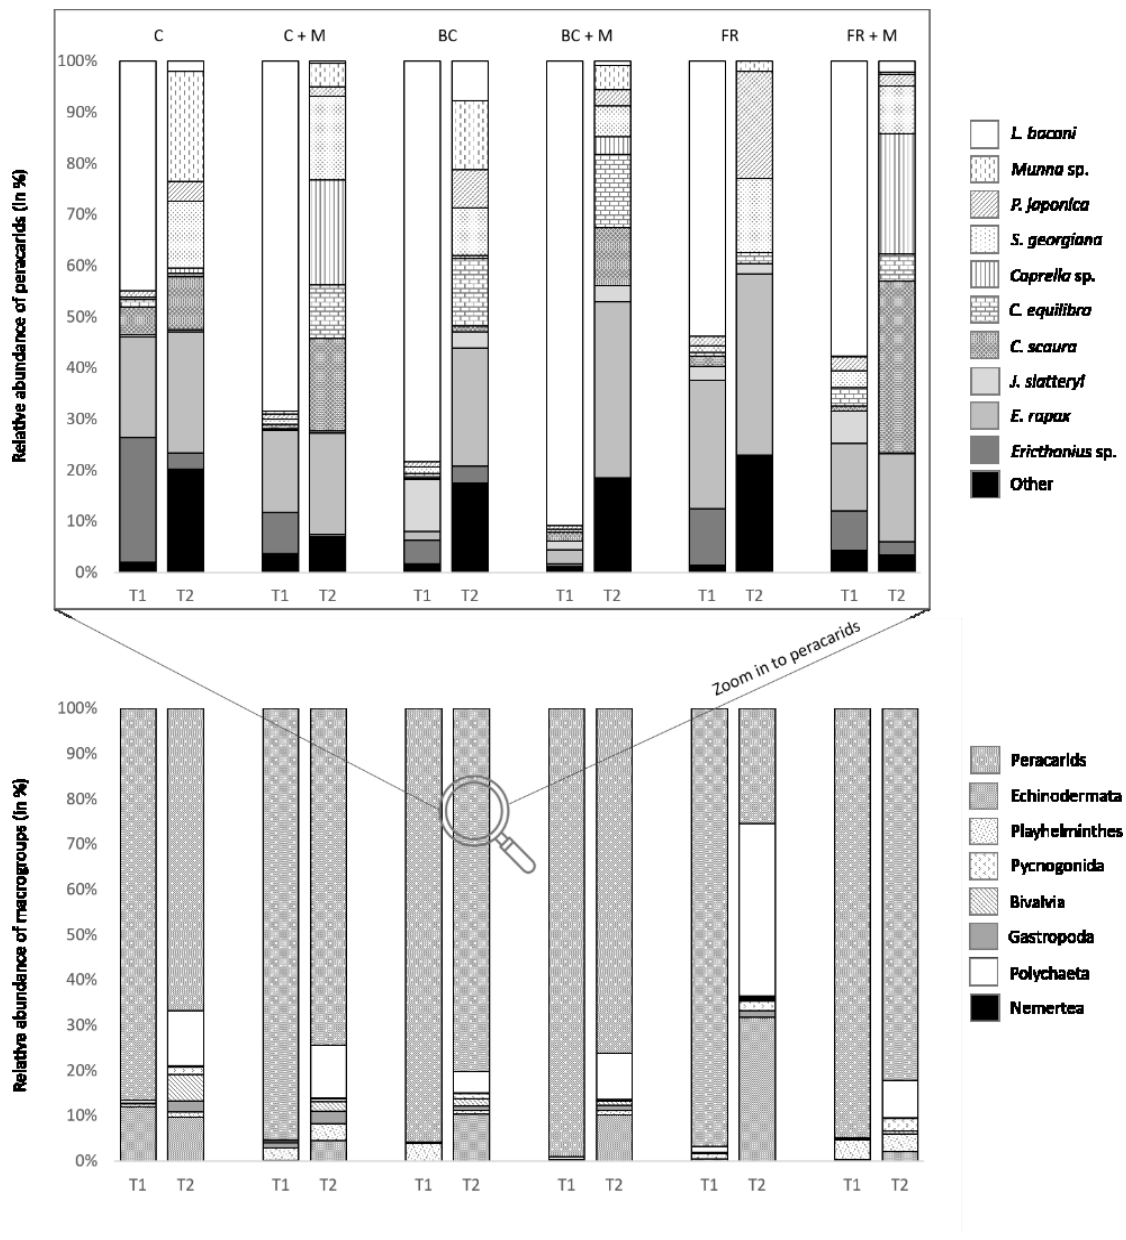 C C + M BC BC + M FR FR + M
100%
90%
80%
70%
60%
50%
40%
30%
20%
10%
0%
Relative abundance of peracarids (in %)
T1 T2 T1 T2 T1 T2 T1 T2 T1 T2 T1 T2
L. baconi
Munna sp.
P. japonica
S. georgiana
Caprella sp.
C. equilibra
C. scaura
J. slatteryi
E. rapax
Ericthonius sp.
Other
Zoom in to peracarids
100%
90%
80%
70%
60%
50%
40%
30%
20%
10%
0%
Relative abundance of macrogroups (in %)
T1 T2 T1 T2 T1 T2 T1 T2 T1 T2 T1 T2
Peracarids
Echinodermata
Playhelminthes
Pycnogonida
Bivalvia
Gastropoda
Polychaeta
Nemertea